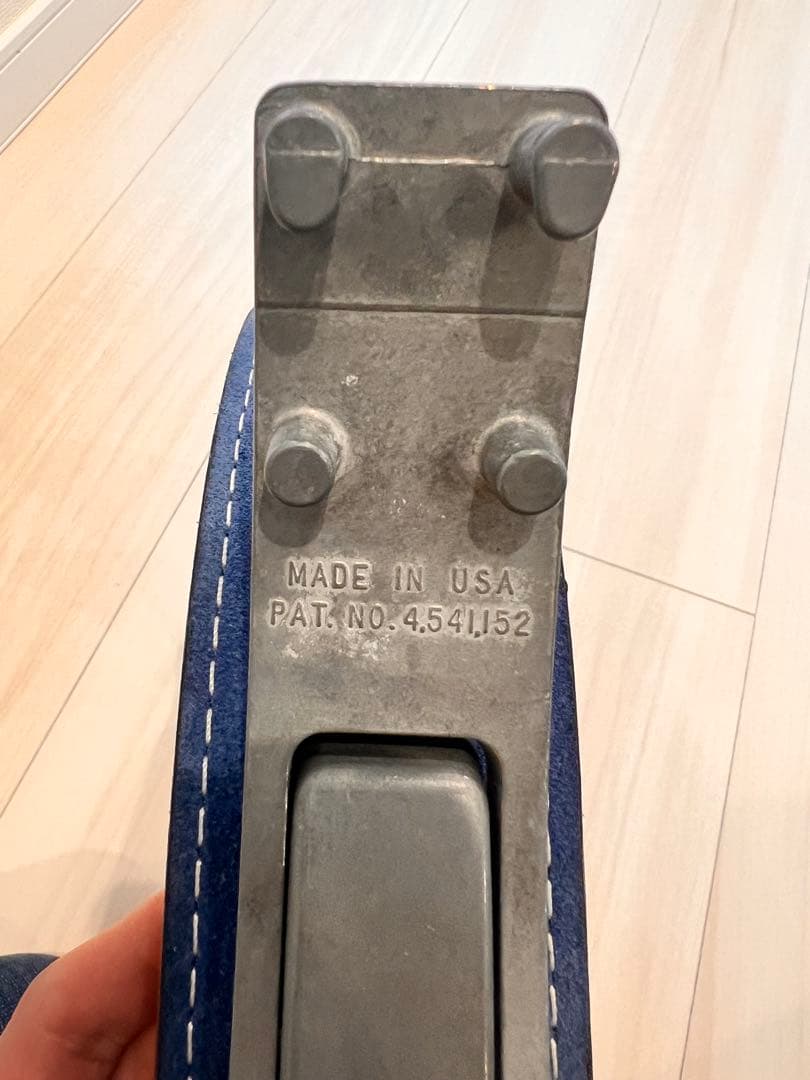 MADE IN USA
PAT. NO. 4,541,152